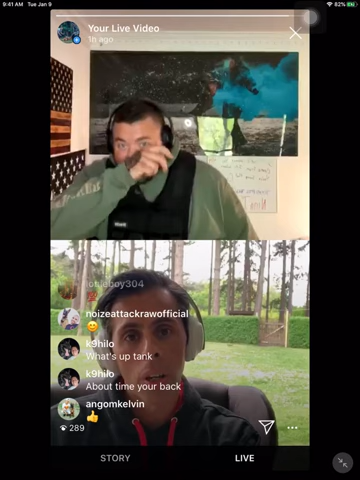 9:41 AM Tue Jan 9
82%
Your Live Video
1h ago
lotieboy304
💯
noizeattackrawofficial
😊
k9hilo
What's up tank
k9hilo
About time your back
angomkelvin
👍
289
STORY LIVE